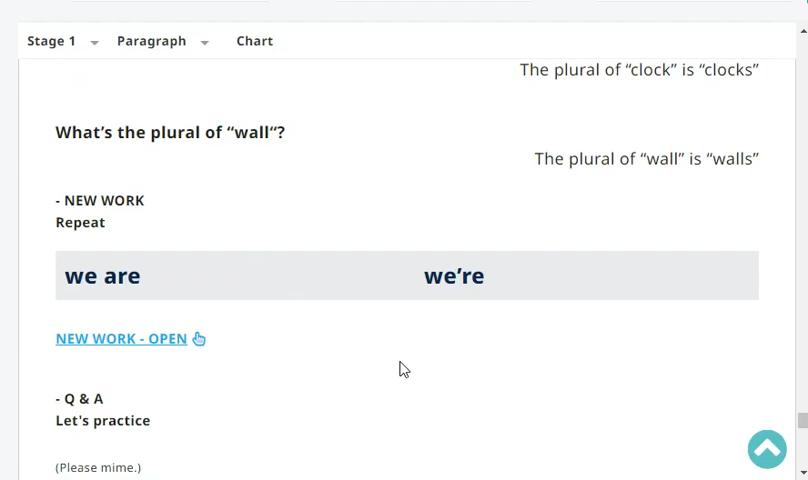 Stage 1 Paragraph Chart
The plural of “clock” is “clocks”
What’s the plural of “wall“?
The plural of “wall” is “walls”
- NEW WORK
Repeat
we are we’re
NEW WORK - OPEN
- Q & A
Let's practice
(Please mime.)